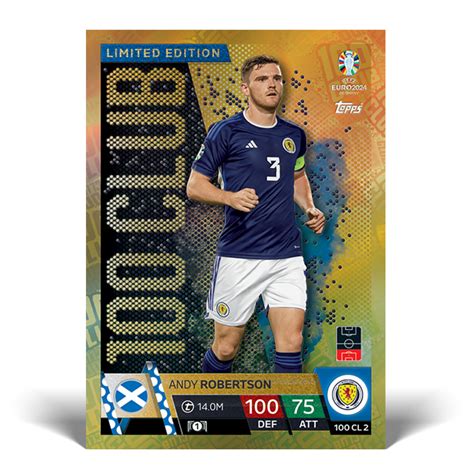 LIMITED EDITION
100 CLUB
UEFA
EURO2024
GERMANY
Topps
3
ANDY ROBERTSON
14.0M
1
100
DEF
75
ATT
100 CL 2